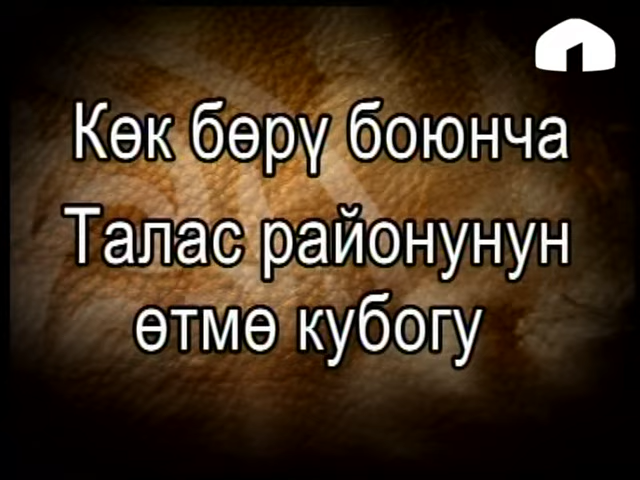 Көк бөрү боюнча
Талас районунун
өтмө кубогу